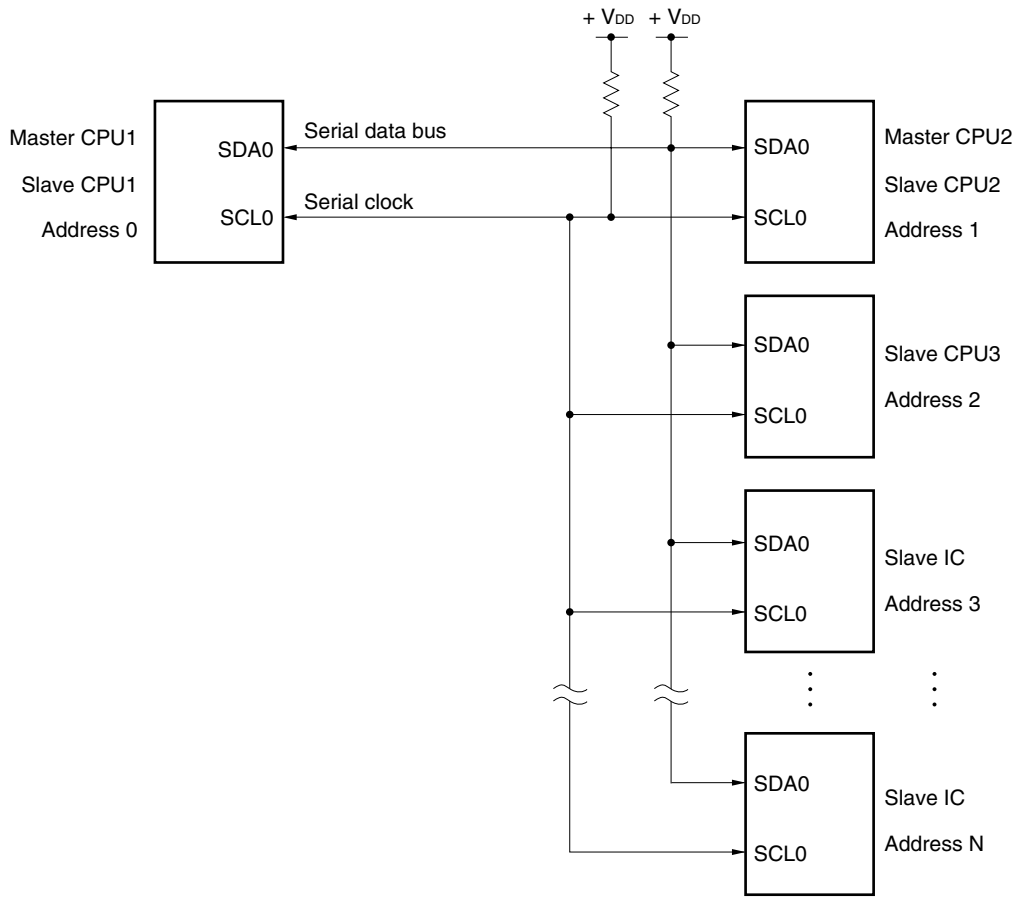 + VDD
+ VDD
Master CPU1
Slave CPU1
Address 0
SDA0
SCL0
Serial data bus
Serial clock
SDA0
SCL0
Master CPU2
Slave CPU2
Address 1
SDA0
SCL0
Slave CPU3
Address 2
SDA0
SCL0
Slave IC
Address 3
SDA0
SCL0
Slave IC
Address N